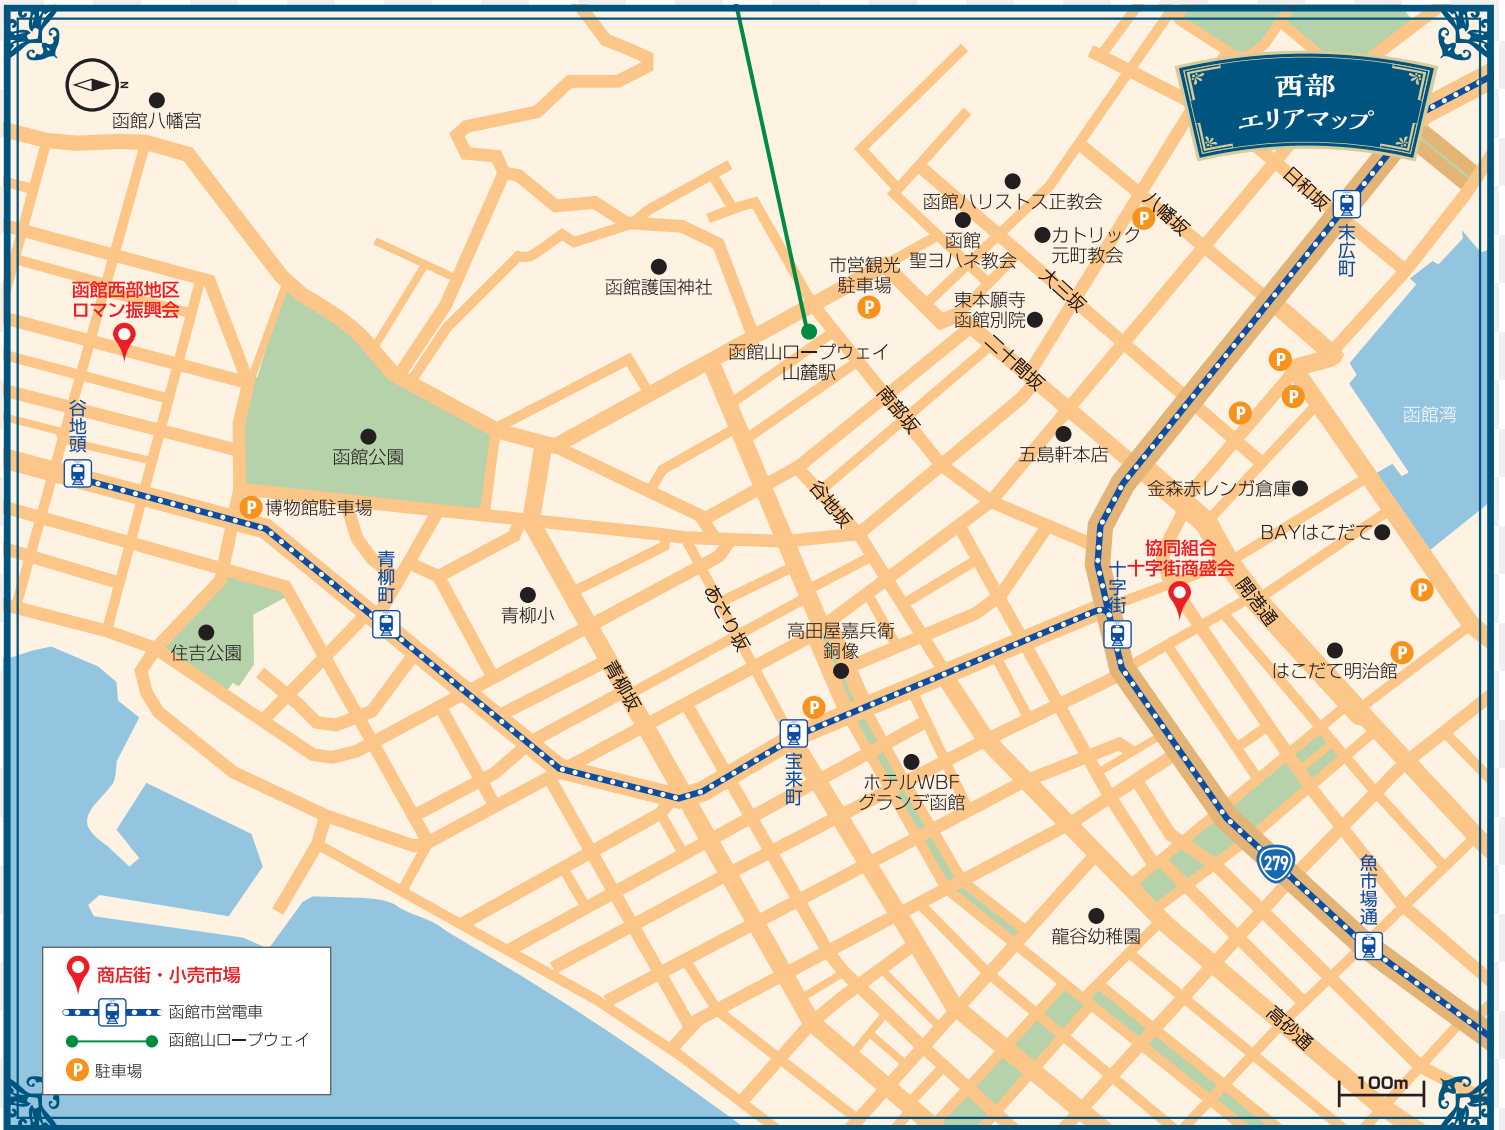 西部
エリアマップ
N
函館八幡宮
函館西部地区
ロマン振興会
谷地頭
函館公園
P
博物館駐車場
住吉公園
青柳町
青柳小
青柳坂
あさり坂
函館護国神社
函館山ロープウェイ
山麓駅
市営観光
駐車場
P
函館ハリストス正教会
函館
聖ヨハネ教会
カトリック
元町教会
P
八幡坂
日和坂
末広町
大三坂
東本願寺
函館別院
二十間坂
南部坂
谷地坂
五島軒本店
P
P
P
函館湾
金森赤レンガ倉庫
BAYはこだて
協同組合
十字街商盛会
十字街
開港通
P
P
はこだて明治館
高田屋嘉兵衛
銅像
P
宝来町
ホテルWBF
グランデ函館
279
魚市場通
龍谷幼稚園
高砂通
100m
商店街・小売市場
函館市営電車
函館山ロープウェイ
P
駐車場